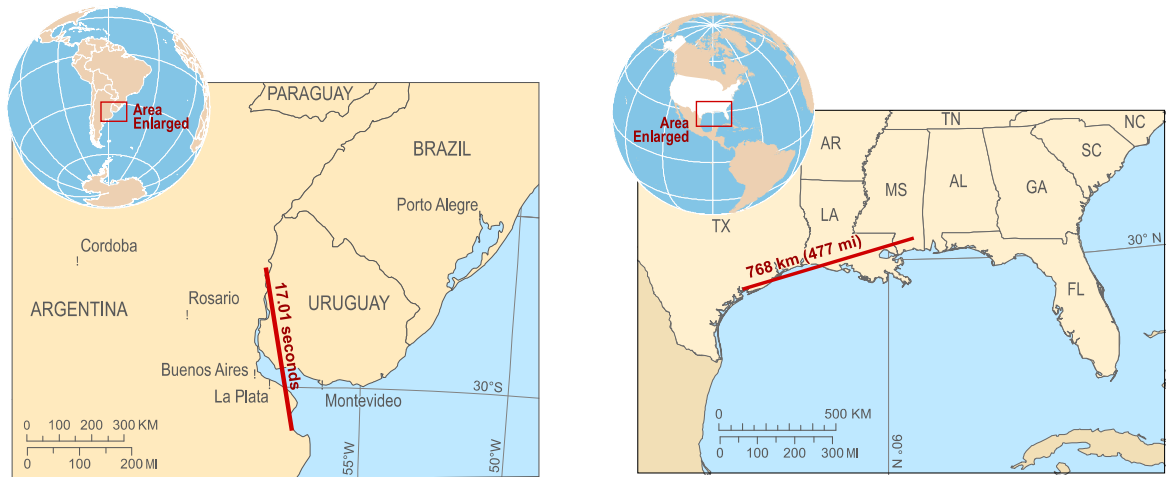 Area
Enlarged
PARAGUAY
BRAZIL
Porto Alegre
Cordoba
ARGENTINA
Rosario
URUGUAY
17.01 seconds
Buenos Aires
La Plata
Montevideo
30°S
55°W
50°W
0 100 200 300 KM
0 100 200 MI
Area
Enlarged
TN
NC
AR
SC
MS
AL
GA
LA
TX
768 km (477 mi)
30° N
FL
0 500 KM
0 100 200 300 MI
90° N